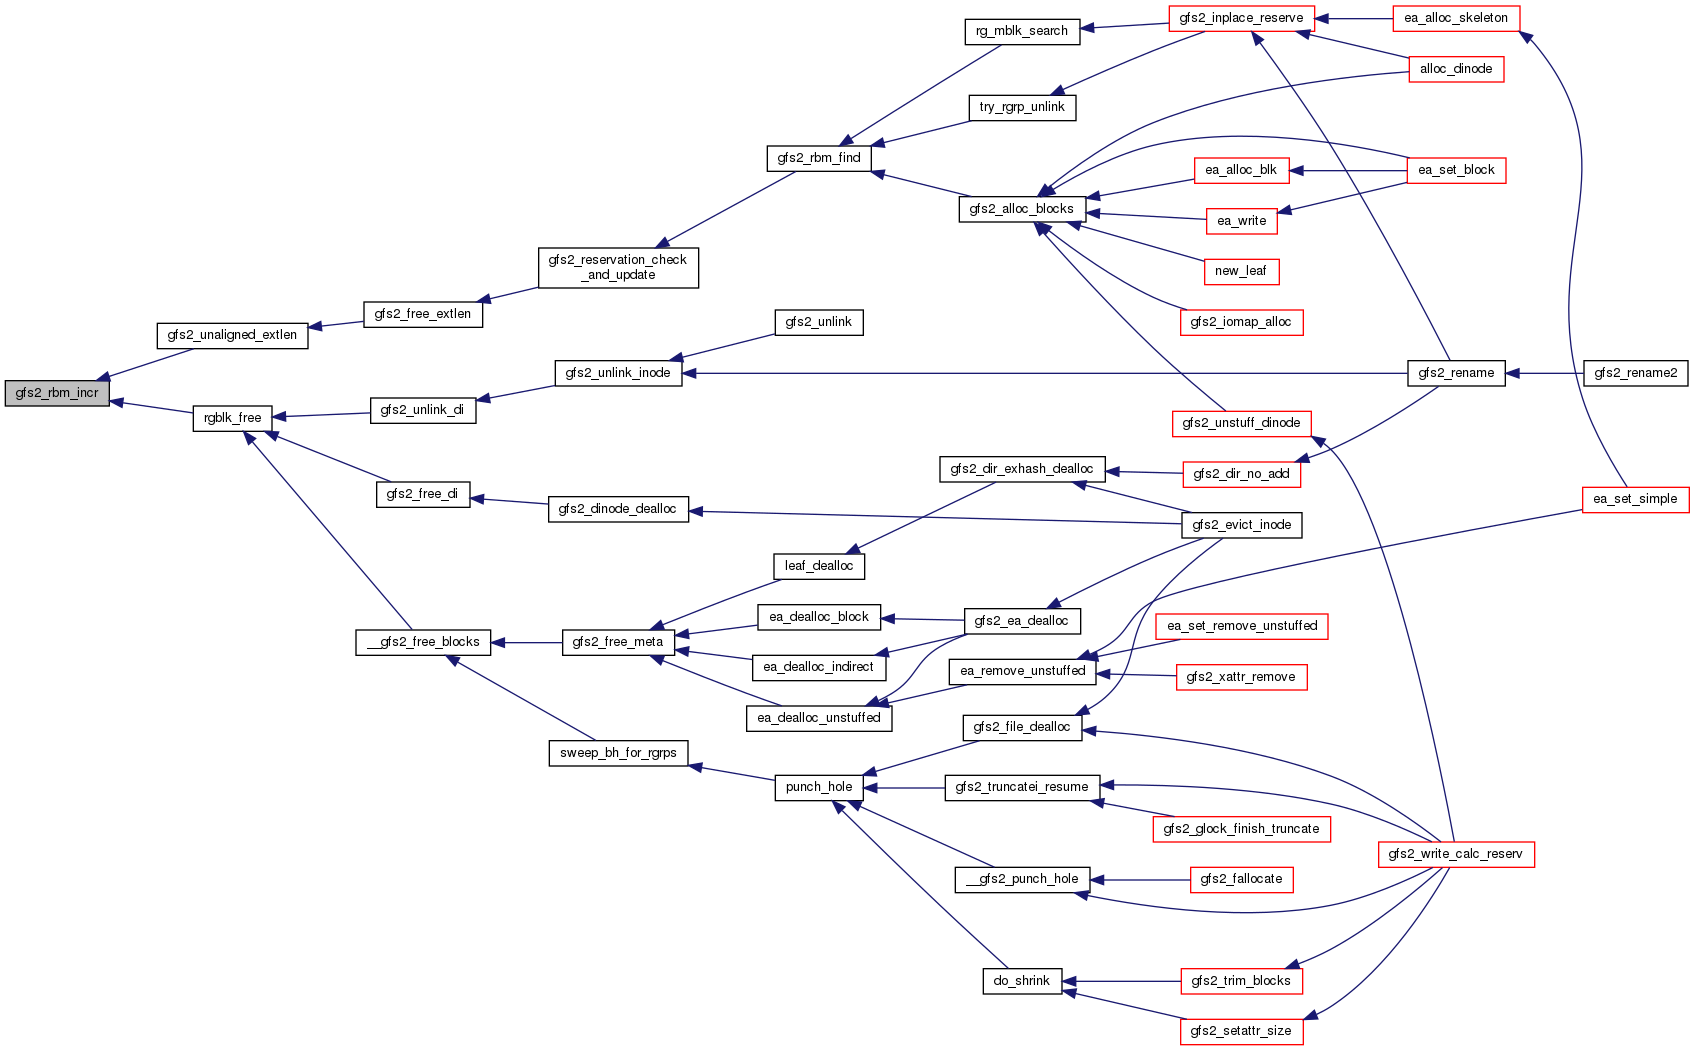 rg_mblk_search
gfs2_inplace_reserve
ea_alloc_skeleton
alloc_dinode
try_rgrp_unlink
gfs2_rbm_find
ea_alloc_blk
ea_set_block
gfs2_alloc_blocks
ea_write
gfs2_reservation_check
_and_update
new_leaf
gfs2_free_extlen
gfs2_unlink
gfs2_iomap_alloc
gfs2_unaligned_extlen
gfs2_unlink_inode
gfs2_rename
gfs2_rename2
gfs2_rbm_incr
rgblk_free
gfs2_unlink_di
gfs2_unstuff_dinode
gfs2_dir_exhash_dealloc
gfs2_dir_no_add
gfs2_free_di
gfs2_dinode_dealloc
ea_set_simple
gfs2_evict_inode
leaf_dealloc
ea_dealloc_block
gfs2_ea_dealloc
ea_set_remove_unstuffed
__gfs2_free_blocks
gfs2_free_meta
ea_dealloc_indirect
ea_remove_unstuffed
gfs2_xattr_remove
ea_dealloc_unstuffed
gfs2_file_dealloc
sweep_bh_for_rgrps
punch_hole
gfs2_truncatei_resume
gfs2_glock_finish_truncate
gfs2_write_calc_reserv
__gfs2_punch_hole
gfs2_fallocate
do_shrink
gfs2_trim_blocks
gfs2_setattr_size